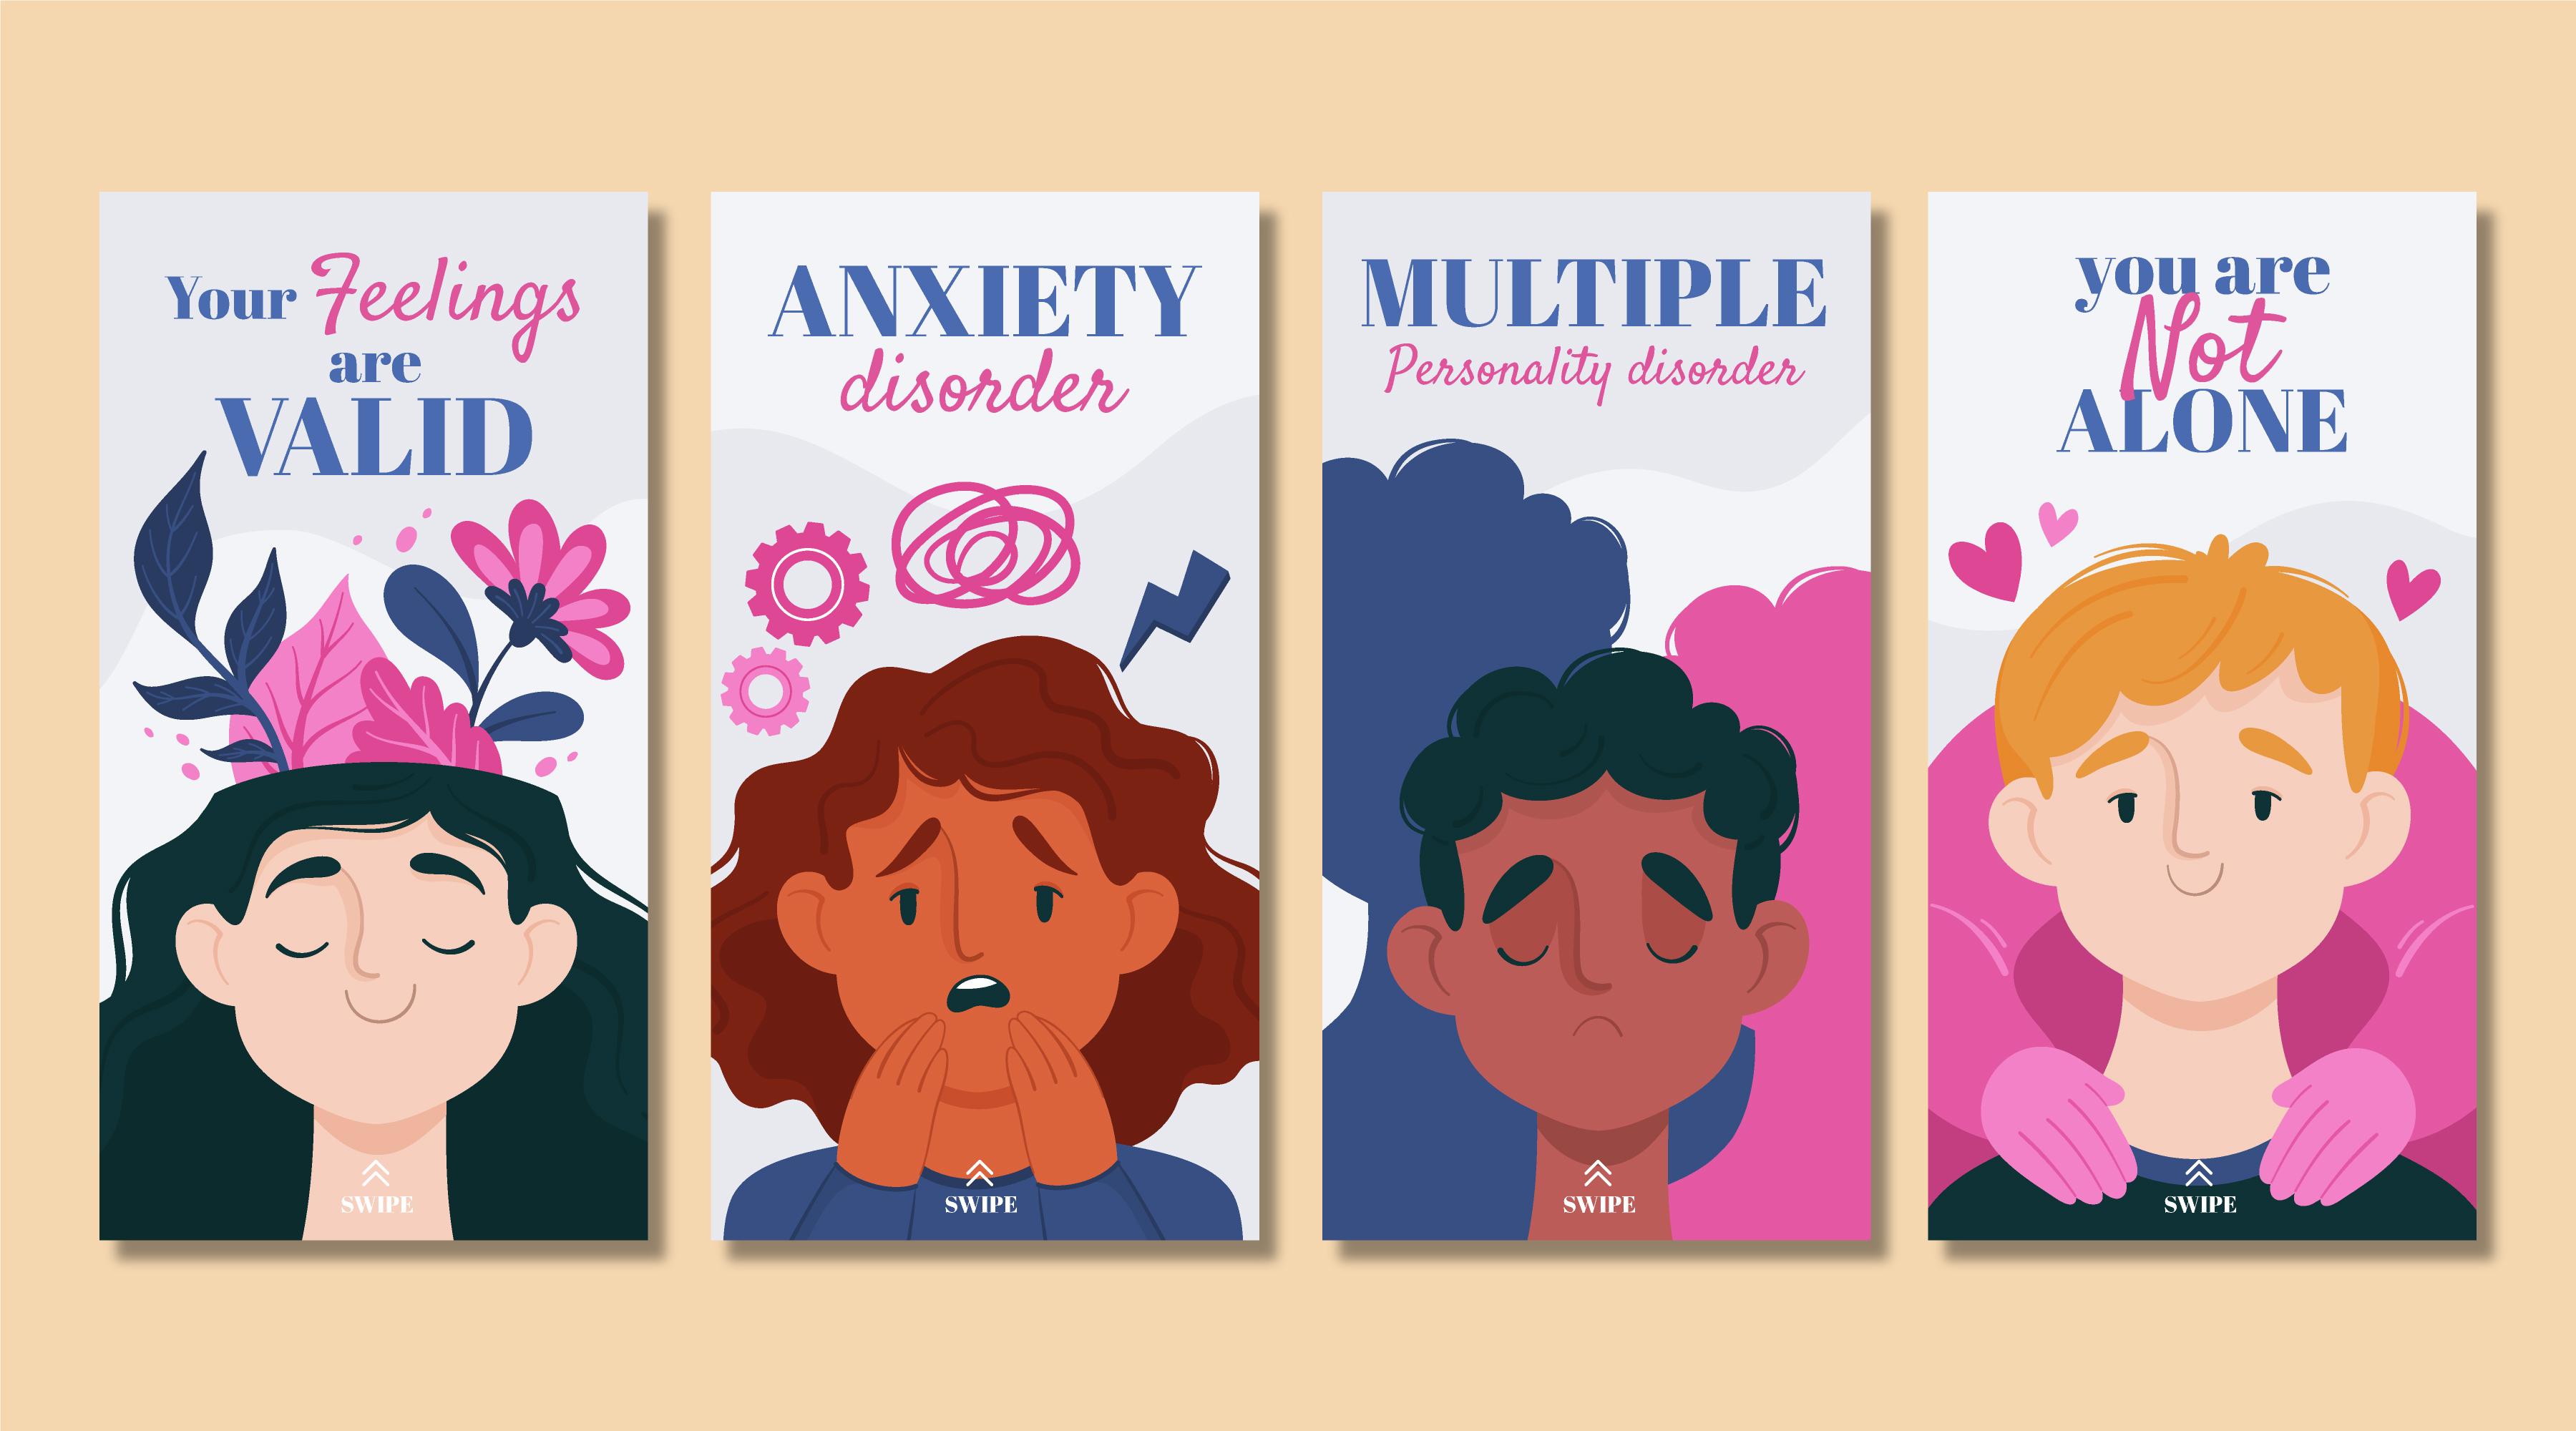 Your Feelings
are
VALID
SWIPE
ANXIETY
disorder
SWIPE
MULTIPLE
Personality disorder
SWIPE
you are
Not
ALONE
SWIPE